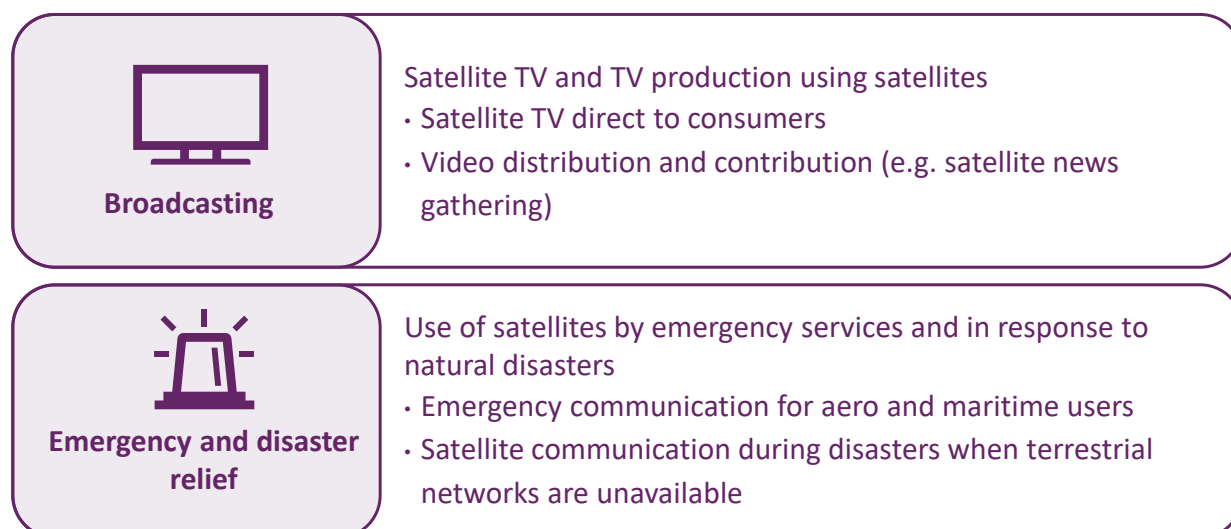 Broadcasting
Satellite TV and TV production using satellites
• Satellite TV direct to consumers
• Video distribution and contribution (e.g. satellite news
gathering)
Emergency and disaster
relief
Use of satellites by emergency services and in response to
natural disasters
• Emergency communication for aero and maritime users
• Satellite communication during disasters when terrestrial
networks are unavailable